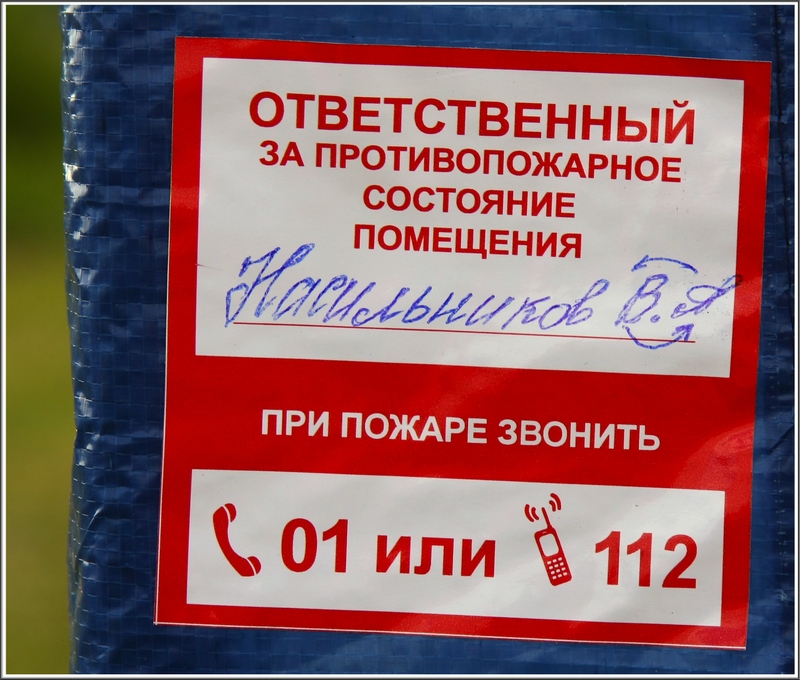 ОТВЕТСТВЕННЫЙ
ЗА ПРОТИВОПОЖАРНОЕ
СОСТОЯНИЕ
ПОМЕЩЕНИЯ
Насильников В.А
ПРИ ПОЖАРЕ ЗВОНИТЬ
01 или 112